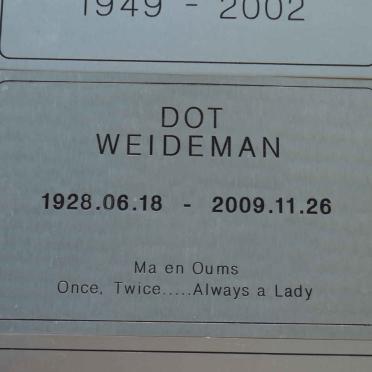 1949 - 2002
DOT
WEIDEMAN
1928.06.18 - 2009.11.26
Ma en Oums
Once, Twice.....Always a Lady